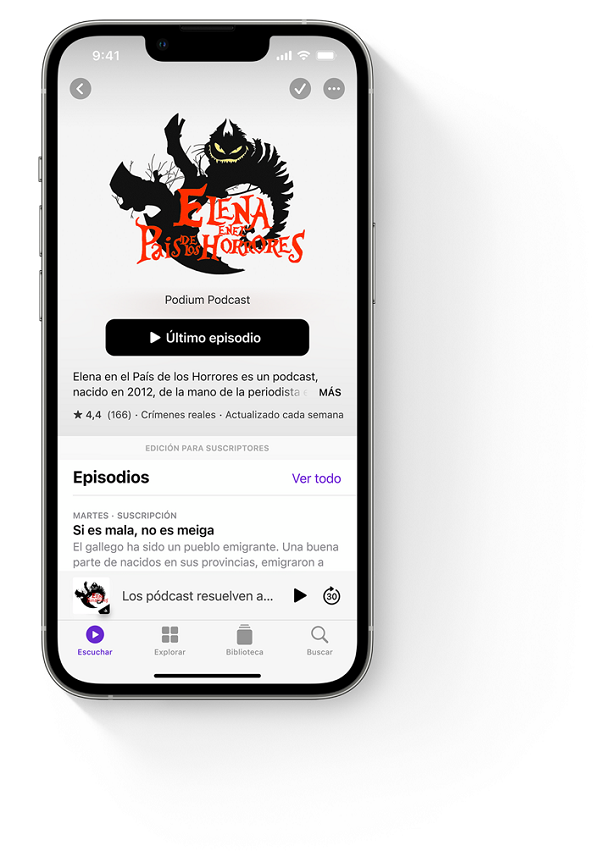 9:41
ELENA
EN EL
PAÍS DE LOS HORRORES
Podium Podcast
Último episodio
Elena en el País de los Horrores es un podcast,
nacido en 2012, de la mano de la periodista e MÁS
★ 4,4 (166) · Crímenes reales · Actualizado cada semana
EDICIÓN PARA SUSCRIPTORES
Episodios Ver todo
MARTES · SUSCRIPCIÓN
Si es mala, no es meiga
El gallego ha sido un pueblo emigrante. Una buena
parte de nacidos en sus provincias, emigraron a
Los pódcast resuelven a... 30
Escuchar Explorar Biblioteca Buscar